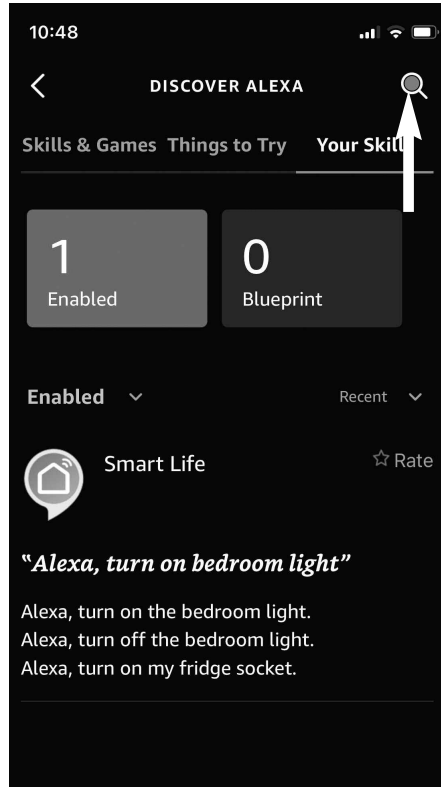 10:48
DISCOVER ALEXA
Skills & Games Things to Try Your Skill
1
Enabled
0
Blueprint
Enabled
Recent
Smart Life
Rate
“Alexa, turn on bedroom light”
Alexa, turn on the bedroom light.
Alexa, turn off the bedroom light.
Alexa, turn on my fridge socket.